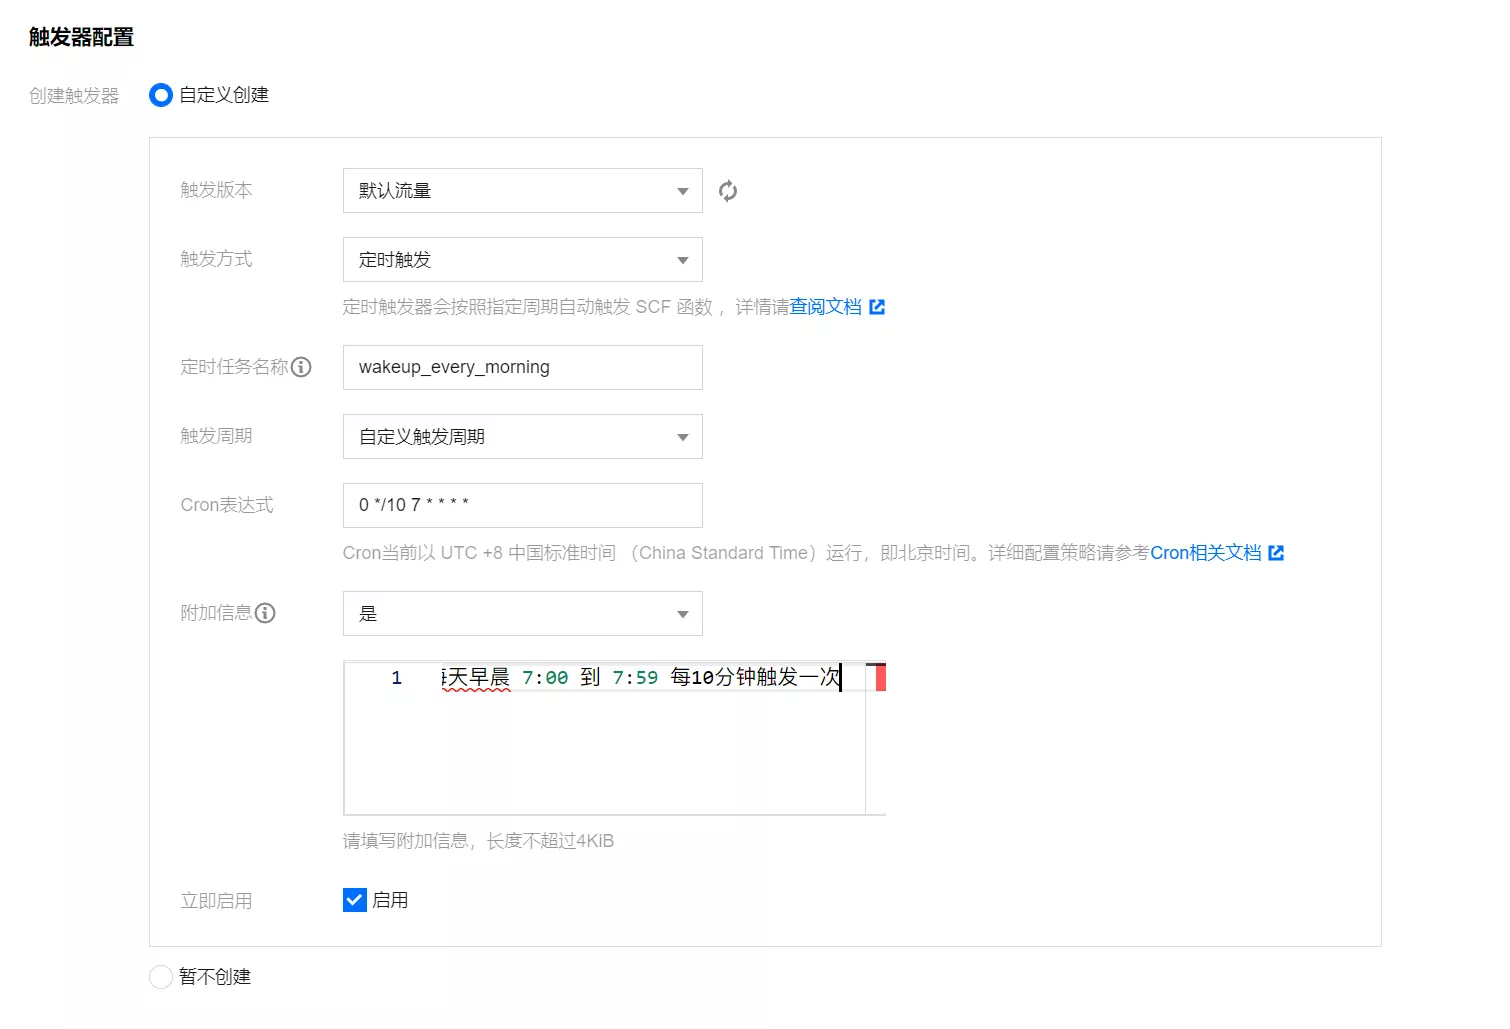 触发器配置
创建触发器 自定义创建
触发版本 默认流量
触发方式 定时触发
定时触发器会按照指定周期自动触发 SCF 函数 ，详情请查阅文档
定时任务名称 wakeup_every_morning
触发周期 自定义触发周期
Cron表达式 0 */10 7 * * * *
Cron当前以 UTC +8 中国标准时间 （China Standard Time）运行，即北京时间。详细配置策略请参考Cron相关文档
附加信息 是
1 每天早晨 7:00 到 7:59 每10分钟触发一次
请填写附加信息，长度不超过4KiB
立即启用 启用
暂不创建